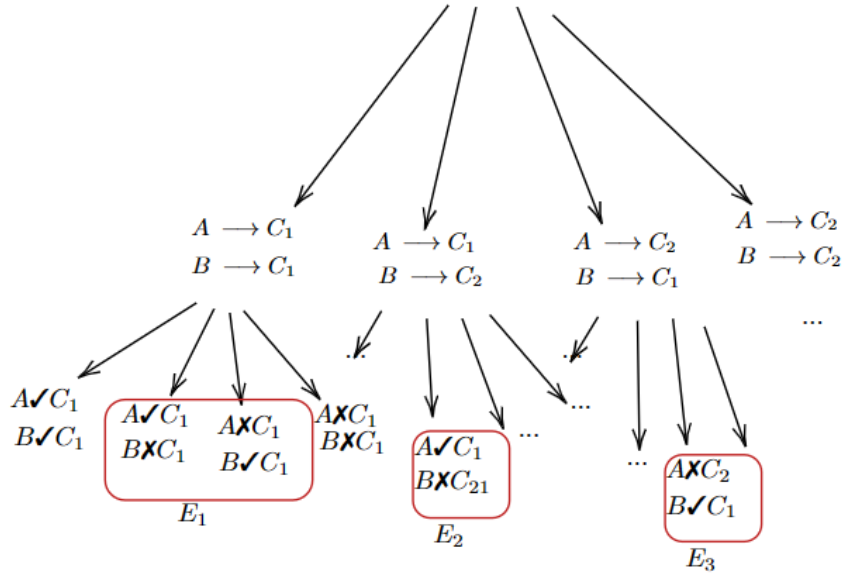 A → C₁
B → C₁
A → C₁
B → C₂
A → C₂
B → C₁
A → C₂
B → C₂
...
...
...
A✓C₁
B✓C₁
A✓C₁
B✗C₁
A✗C₁
B✓C₁
A✗C₁
B✗C₁
E₁
A✓C₁
B✗C₂₁
E₂
...
...
...
A✗C₂
B✓C₁
E₃